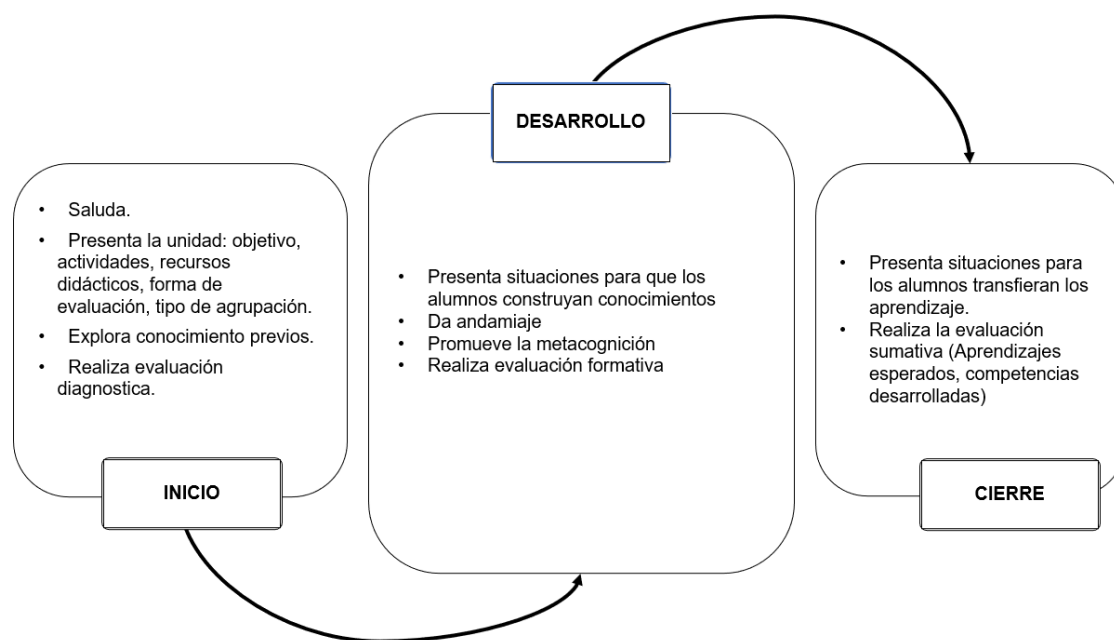 • Saluda.
• Presenta la unidad: objetivo,
actividades, recursos
didácticos, forma de
evaluación, tipo de agrupación.
• Explora conocimiento previos.
• Realiza evaluación
diagnostica.
INICIO
DESARROLLO
• Presenta situaciones para que los
alumnos construyan conocimientos
• Da andamiaje
• Promueve la metacognición
• Realiza evaluación formativa
• Presenta situaciones para
los alumnos transfieran los
aprendizaje.
• Realiza la evaluación
sumativa (Aprendizajes
esperados, competencias
desarrolladas)
CIERRE